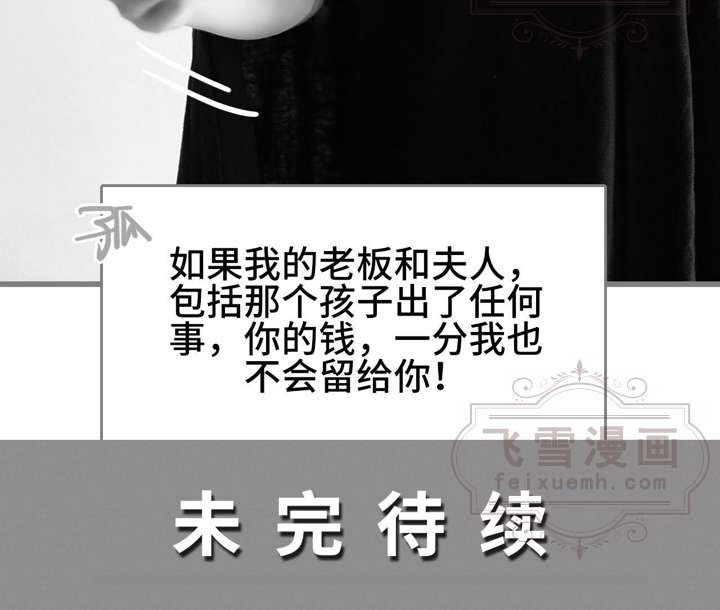 孤
如果我的老板和夫人，
包括那个孩子出了任何
事，你的钱，一分我也
不会留给你！
飞雪漫画
feixuemh.com
未完待续